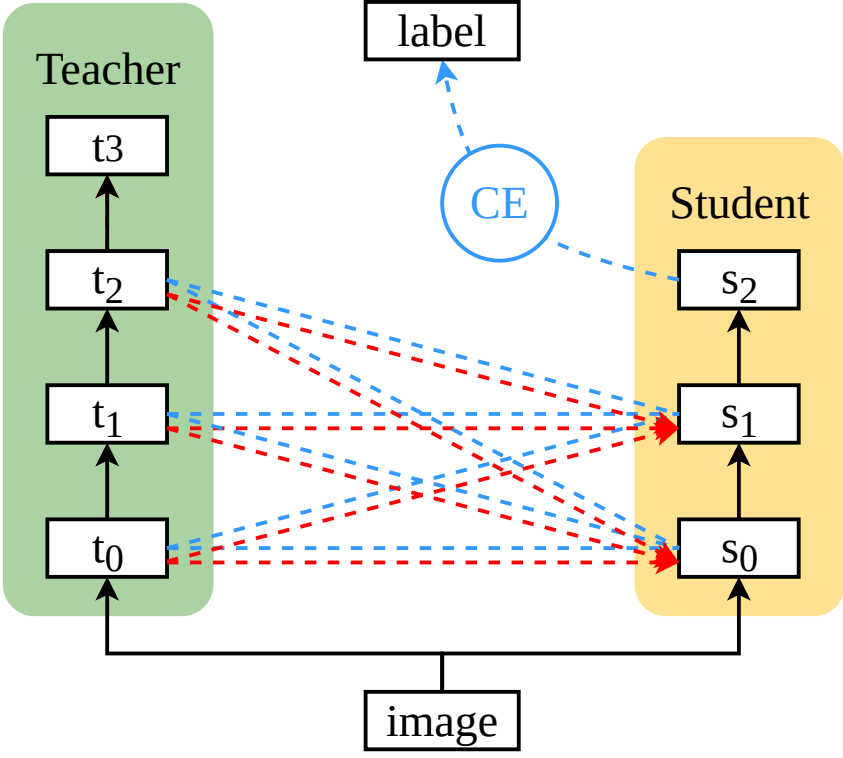 label
Teacher
t3
CE
Student
t₂
s₂
t₁
s₁
t₀
s₀
image